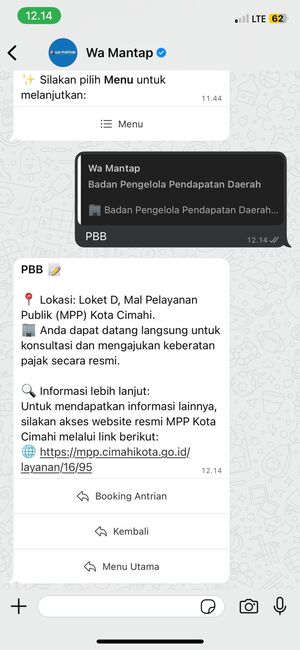 12.14
LTE 62
WA MANTAP
Wa Mantap
✨ Silakan pilih Menu untuk
melanjutkan:
11.44
Menu
Wa Mantap
Badan Pengelola Pendapatan Daerah
🏢 Badan Pengelola Pendapatan Daerah...
PBB
12.14
PBB 📝
📍 Lokasi: Loket D, Mal Pelayanan
Publik (MPP) Kota Cimahi.
🏢 Anda dapat datang langsung untuk
konsultasi dan mengajukan keberatan
pajak secara resmi.
🔍 Informasi lebih lanjut:
Untuk mendapatkan informasi lainnya,
silakan akses website resmi MPP Kota
Cimahi melalui link berikut:
🌐 https://mpp.cimahikota.go.id/
layanan/16/95
12.14
Booking Antrian
Kembali
Menu Utama